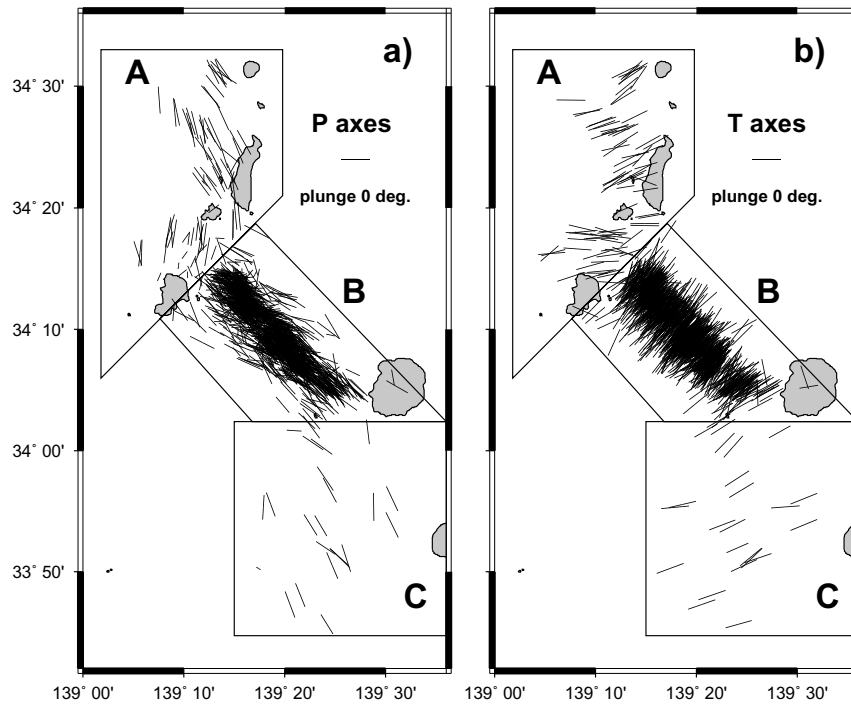 a)
A
P axes
plunge 0 deg.
B
C
34˚ 30'
34˚ 20'
34˚ 10'
34˚ 00'
33˚ 50'
139˚ 00' 139˚ 10' 139˚ 20' 139˚ 30'
b)
A
T axes
plunge 0 deg.
B
C
139˚ 00' 139˚ 10' 139˚ 20' 139˚ 30'